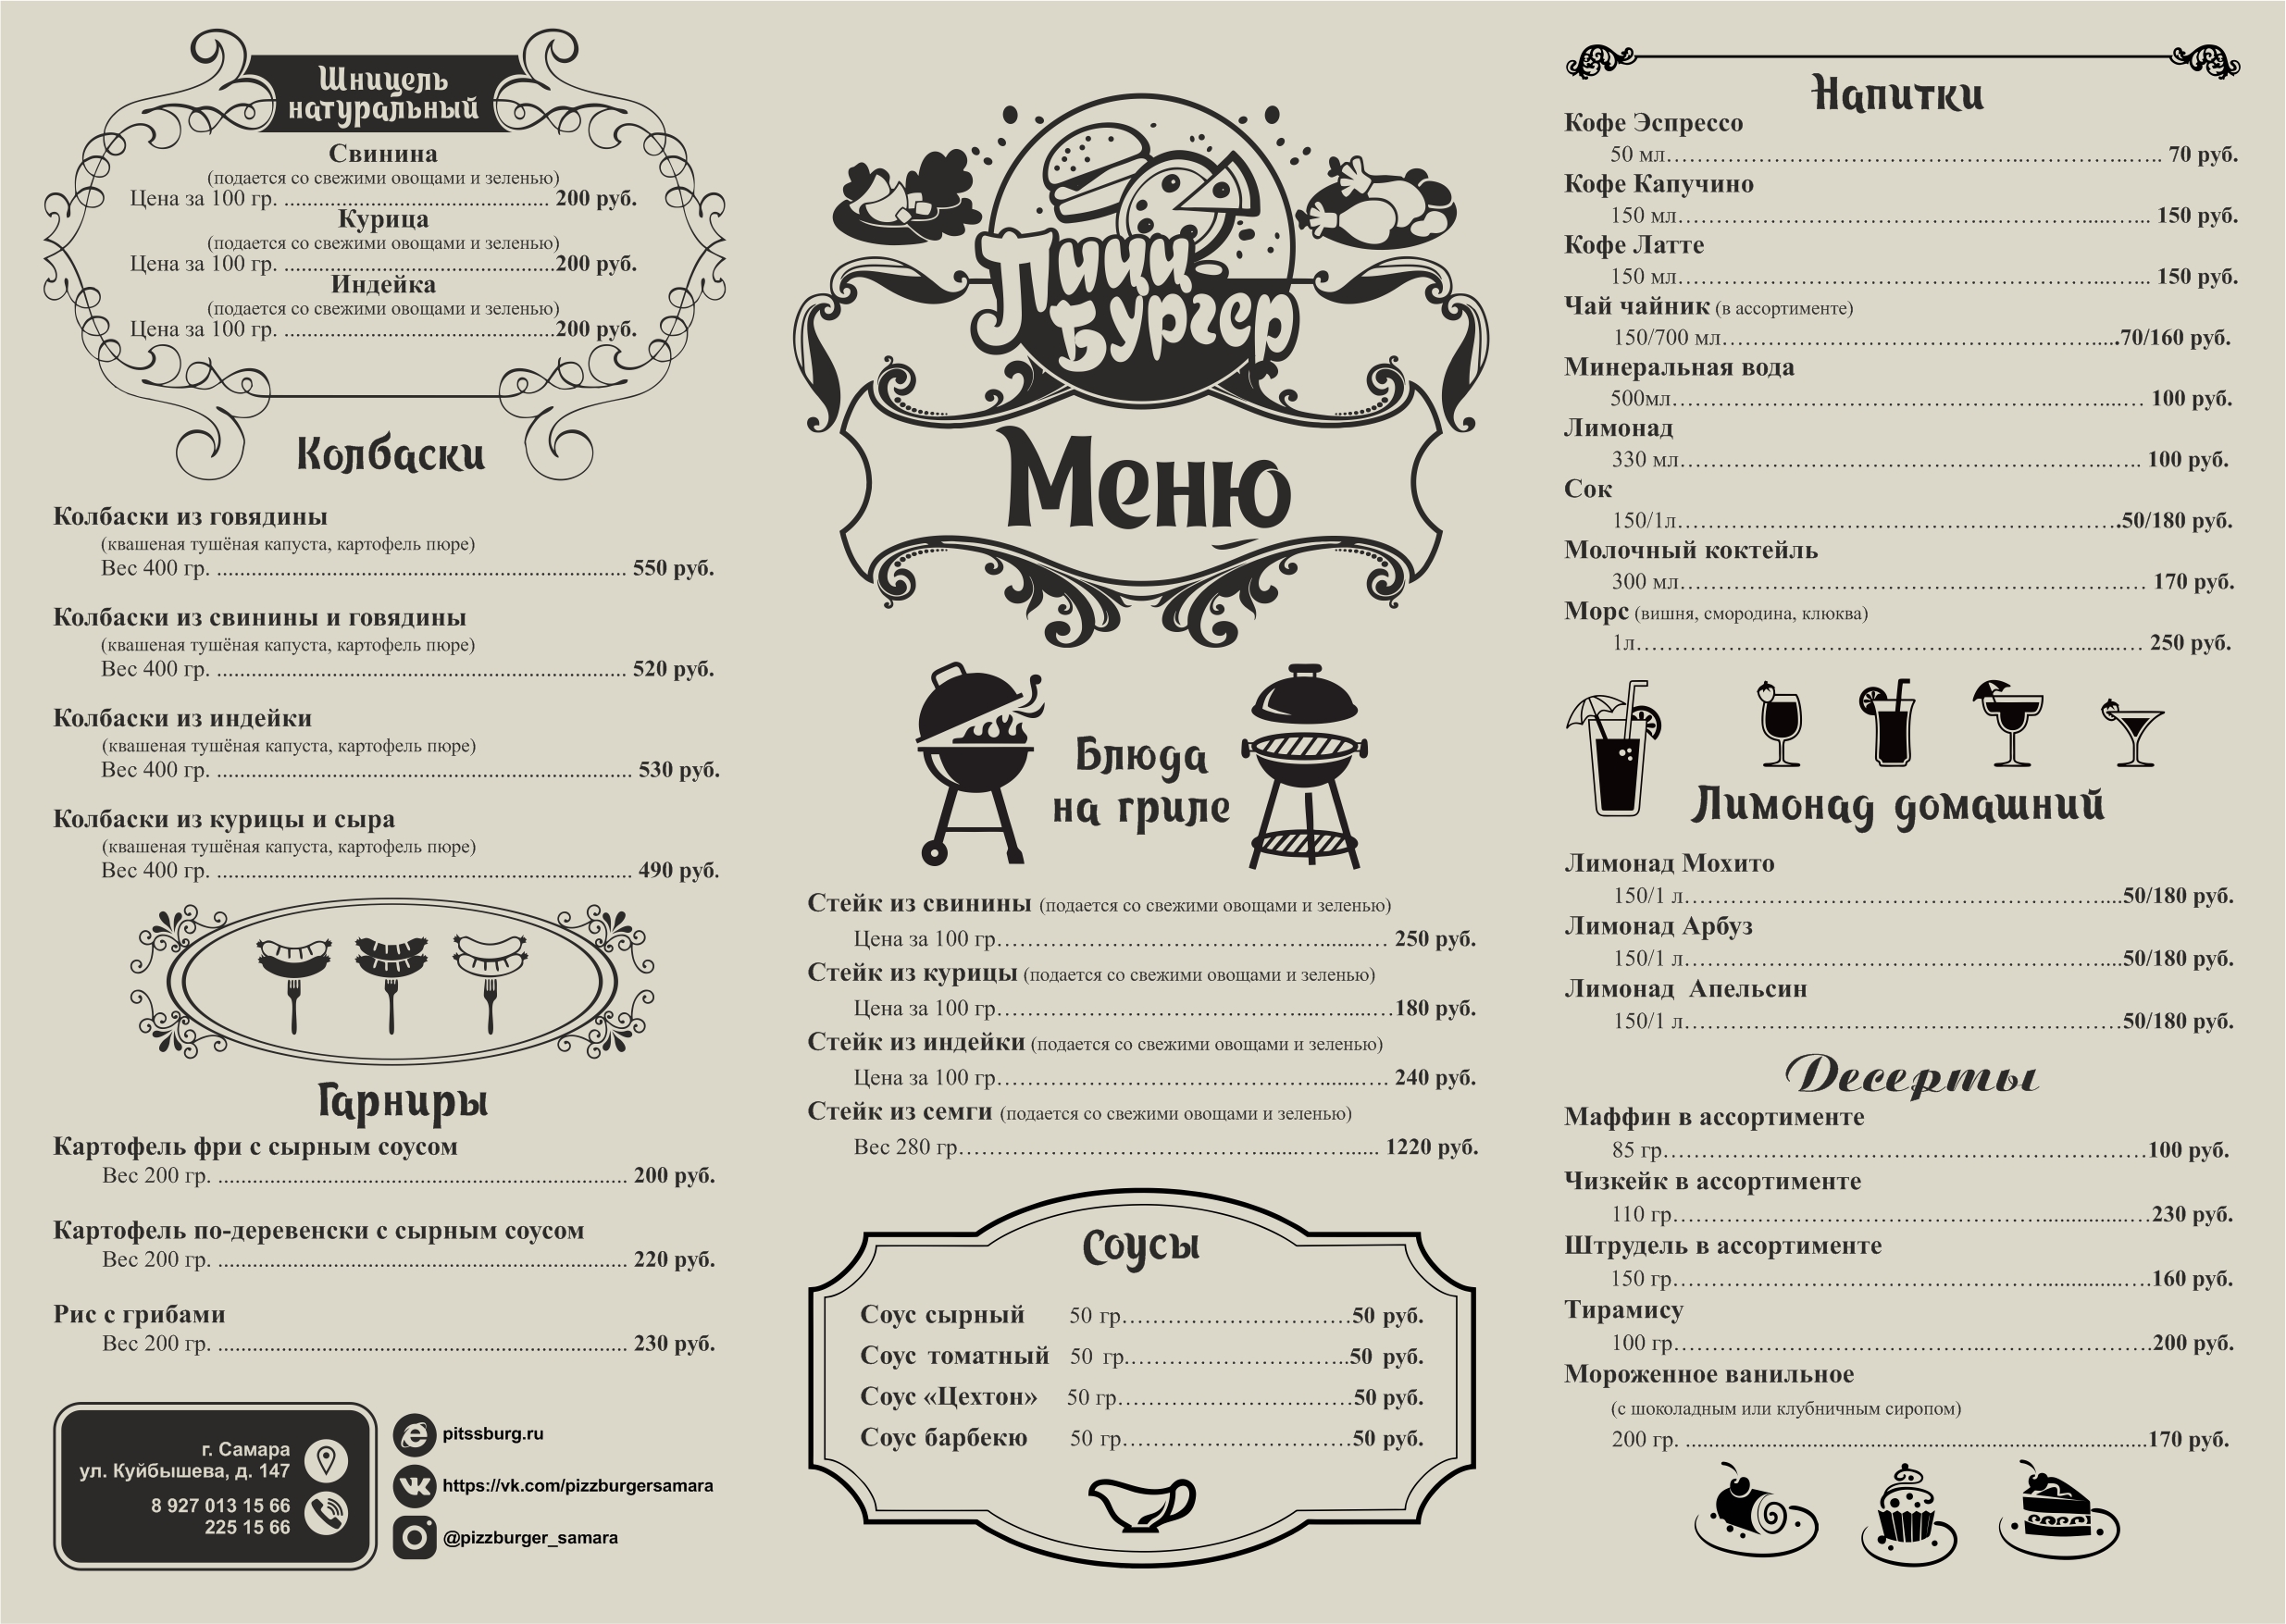 Шницель
натуральный
Свинина
(подается со свежими овощами и зеленью)
Цена за 100 гр. .............................................. 200 руб.
Курица
(подается со свежими овощами и зеленью)
Цена за 100 гр. ...............................................200 руб.
Индейка
(подается со свежими овощами и зеленью)
Цена за 100 гр. ...............................................200 руб.
Колбаски
Колбаски из говядины
(квашеная тушёная капуста, картофель пюре)
Вес 400 гр. ....................................................................... 550 руб.
Колбаски из свинины и говядины
(квашеная тушёная капуста, картофель пюре)
Вес 400 гр. ....................................................................... 520 руб.
Колбаски из индейки
(квашеная тушёная капуста, картофель пюре)
Вес 400 гр. ........................................................................ 530 руб.
Колбаски из курицы и сыра
(квашеная тушёная капуста, картофель пюре)
Вес 400 гр. ........................................................................ 490 руб.
Гарниры
Картофель фри с сырным соусом
Вес 200 гр. ....................................................................... 200 руб.
Картофель по-деревенски с сырным соусом
Вес 200 гр. ....................................................................... 220 руб.
Рис с грибами
Вес 200 гр. ....................................................................... 230 руб.
г. Самара
ул. Куйбышева, д. 147
8 927 013 15 66
225 15 66
pitssburg.ru
https://vk.com/pizzburgersamara
@pizzburger_samara
Пицц-
Бургер
Меню
Блюда
на гриле
Стейк из свинины (подается со свежими овощами и зеленью)
Цена за 100 гр.................................................... 250 руб.
Стейк из курицы (подается со свежими овощами и зеленью)
Цена за 100 гр....................................................180 руб.
Стейк из индейки (подается со свежими овощами и зеленью)
Цена за 100 гр.................................................... 240 руб.
Стейк из семги (подается со свежими овощами и зеленью)
Вес 280 гр.......................................................... 1220 руб.
Соусы
Соус сырный 50 гр..............................50 руб.
Соус томатный 50 гр..............................50 руб.
Соус «Цехтон» 50 гр..............................50 руб.
Соус барбекю 50 гр..............................50 руб.
Напитки
Кофе Эспрессо
50 мл.................................................................. 70 руб.
Кофе Капучино
150 мл................................................................ 150 руб.
Кофе Латте
150 мл................................................................ 150 руб.
Чай чайник (в ассортименте)
150/700 мл.........................................................70/160 руб.
Минеральная вода
500мл................................................................. 100 руб.
Лимонад
330 мл................................................................ 100 руб.
Сок
150/1л.................................................................50/180 руб.
Молочный коктейль
300 мл................................................................ 170 руб.
Морс (вишня, смородина, клюква)
1л....................................................................... 250 руб.
Лимонад домашний
Лимонад Мохито
150/1 л................................................................50/180 руб.
Лимонад Арбуз
150/1 л................................................................50/180 руб.
Лимонад Апельсин
150/1 л................................................................50/180 руб.
Десерты
Маффин в ассортименте
85 гр...................................................................100 руб.
Чизкейк в ассортименте
110 гр..................................................................230 руб.
Штрудель в ассортименте
150 гр..................................................................160 руб.
Тирамису
100 гр..................................................................200 руб.
Мороженное ванильное
(с шоколадным или клубничным сиропом)
200 гр. ................................................................170 руб.